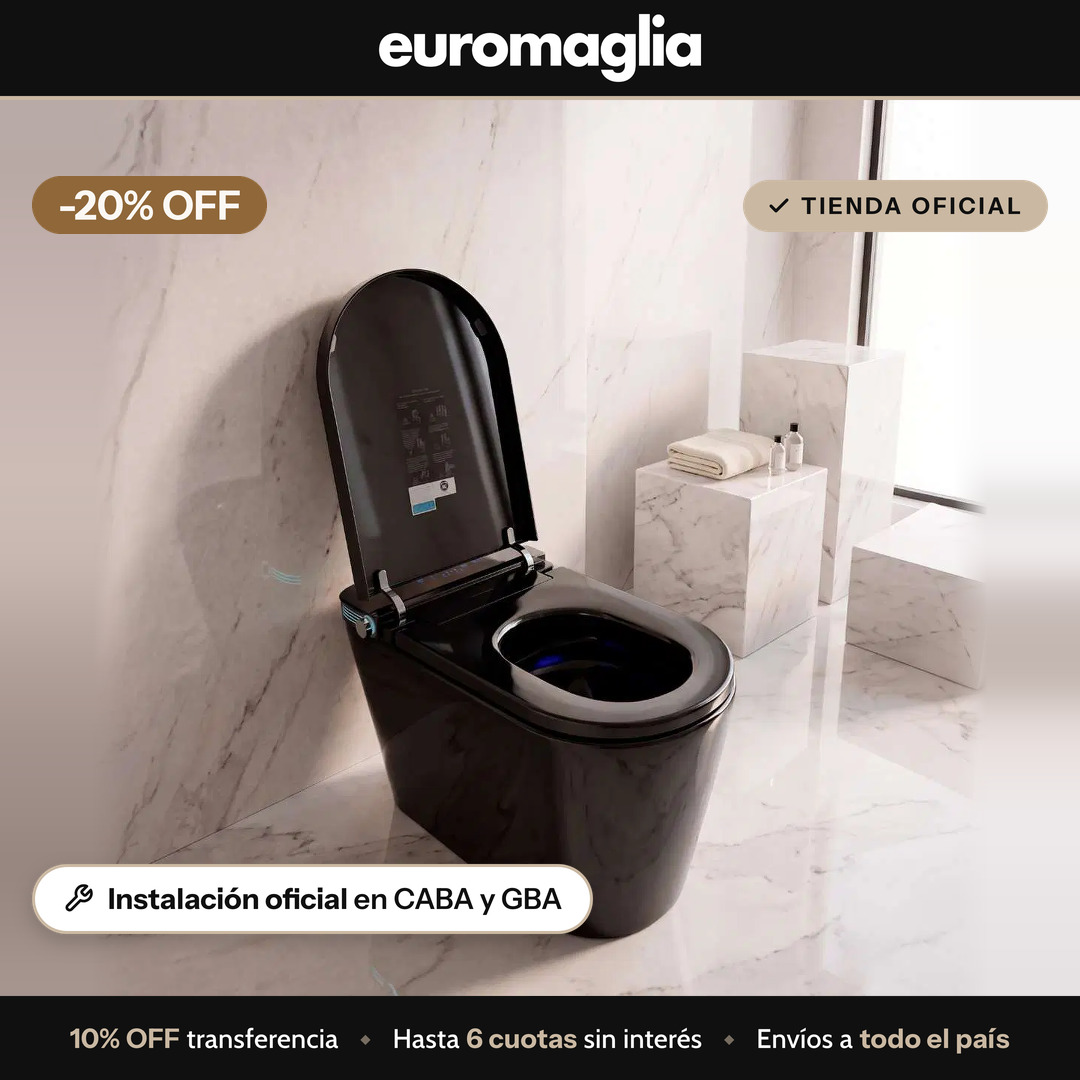 euromaglia
-20% OFF
TIENDA OFICIAL
Instalación oficial en CABA y GBA
10% OFF transferencia ◆ Hasta 6 cuotas sin interés ◆ Envíos a todo el país